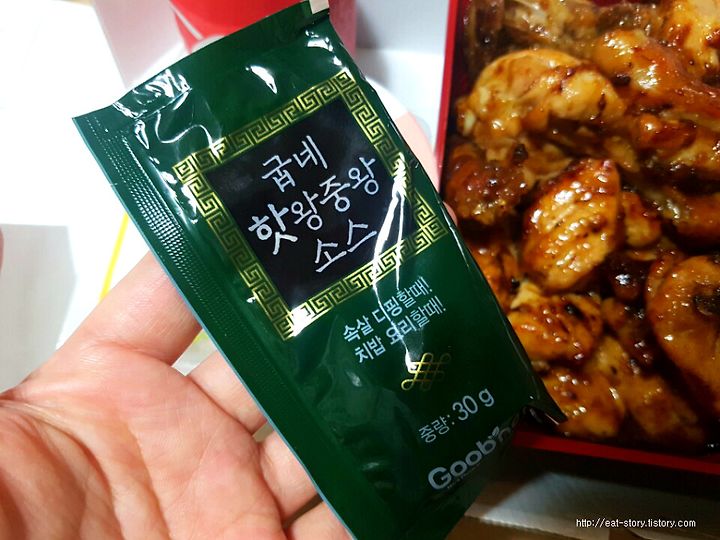 굽네
핫왕중왕
소스
속살 디핑할때!
치밥 요리할때!
중량: 30 g
http://eat-story.tistory.com